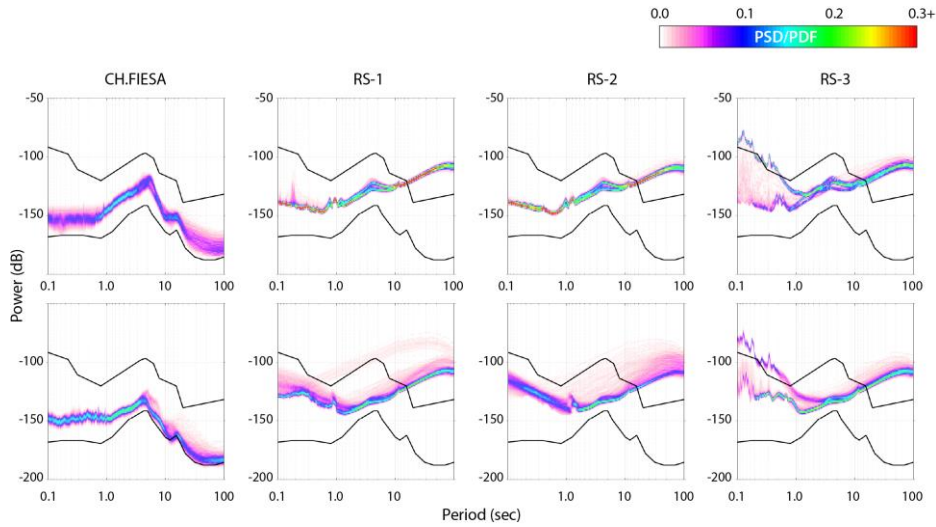 0.0 0.1 0.2 0.3+
PSD/PDF
CH.FIESA RS-1 RS-2 RS-3
-50 -50 -50 -50
-100 -100 -100 -100
-150 -150 -150 -150
0.1 1.0 10 100 0.1 1.0 10 100 0.1 1.0 10 100 0.1 1.0 10 100
Power (dB)
-100 -100 -100 -100
-150 -150 -150 -150
-200 -200 -200 -200
0.1 1.0 10 100 0.1 1.0 10 100 0.1 1.0 10 100 0.1 1.0 10 100
Period (sec)